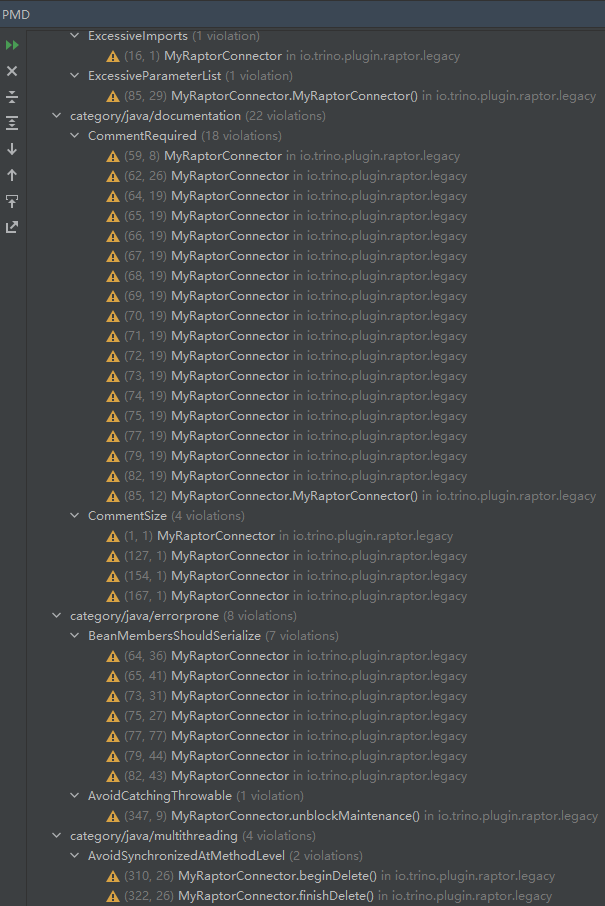 PMD
ExcessiveImports (1 violation)
(16, 1) MyRaptorConnector in io.trino.plugin.raptor.legacy
ExcessiveParameterList (1 violation)
(85, 29) MyRaptorConnector.MyRaptorConnector() in io.trino.plugin.raptor.legacy
category/java/documentation (22 violations)
CommentRequired (18 violations)
(59, 8) MyRaptorConnector in io.trino.plugin.raptor.legacy
(62, 26) MyRaptorConnector in io.trino.plugin.raptor.legacy
(64, 19) MyRaptorConnector in io.trino.plugin.raptor.legacy
(65, 19) MyRaptorConnector in io.trino.plugin.raptor.legacy
(66, 19) MyRaptorConnector in io.trino.plugin.raptor.legacy
(67, 19) MyRaptorConnector in io.trino.plugin.raptor.legacy
(68, 19) MyRaptorConnector in io.trino.plugin.raptor.legacy
(69, 19) MyRaptorConnector in io.trino.plugin.raptor.legacy
(70, 19) MyRaptorConnector in io.trino.plugin.raptor.legacy
(71, 19) MyRaptorConnector in io.trino.plugin.raptor.legacy
(72, 19) MyRaptorConnector in io.trino.plugin.raptor.legacy
(73, 19) MyRaptorConnector in io.trino.plugin.raptor.legacy
(74, 19) MyRaptorConnector in io.trino.plugin.raptor.legacy
(75, 19) MyRaptorConnector in io.trino.plugin.raptor.legacy
(77, 19) MyRaptorConnector in io.trino.plugin.raptor.legacy
(79, 19) MyRaptorConnector in io.trino.plugin.raptor.legacy
(82, 19) MyRaptorConnector in io.trino.plugin.raptor.legacy
(85, 12) MyRaptorConnector.MyRaptorConnector() in io.trino.plugin.raptor.legacy
CommentSize (4 violations)
(1, 1) MyRaptorConnector in io.trino.plugin.raptor.legacy
(127, 1) MyRaptorConnector in io.trino.plugin.raptor.legacy
(154, 1) MyRaptorConnector in io.trino.plugin.raptor.legacy
(167, 1) MyRaptorConnector in io.trino.plugin.raptor.legacy
category/java/errorprone (8 violations)
BeanMembersShouldSerialize (7 violations)
(64, 36) MyRaptorConnector in io.trino.plugin.raptor.legacy
(65, 41) MyRaptorConnector in io.trino.plugin.raptor.legacy
(73, 31) MyRaptorConnector in io.trino.plugin.raptor.legacy
(75, 27) MyRaptorConnector in io.trino.plugin.raptor.legacy
(77, 77) MyRaptorConnector in io.trino.plugin.raptor.legacy
(79, 44) MyRaptorConnector in io.trino.plugin.raptor.legacy
(82, 43) MyRaptorConnector in io.trino.plugin.raptor.legacy
AvoidCatchingThrowable (1 violation)
(347, 9) MyRaptorConnector.unblockMaintenance() in io.trino.plugin.raptor.legacy
category/java/multithreading (4 violations)
AvoidSynchronizedAtMethodLevel (2 violations)
(310, 26) MyRaptorConnector.beginDelete() in io.trino.plugin.raptor.legacy
(322, 26) MyRaptorConnector.finishDelete() in io.trino.plugin.raptor.legacy